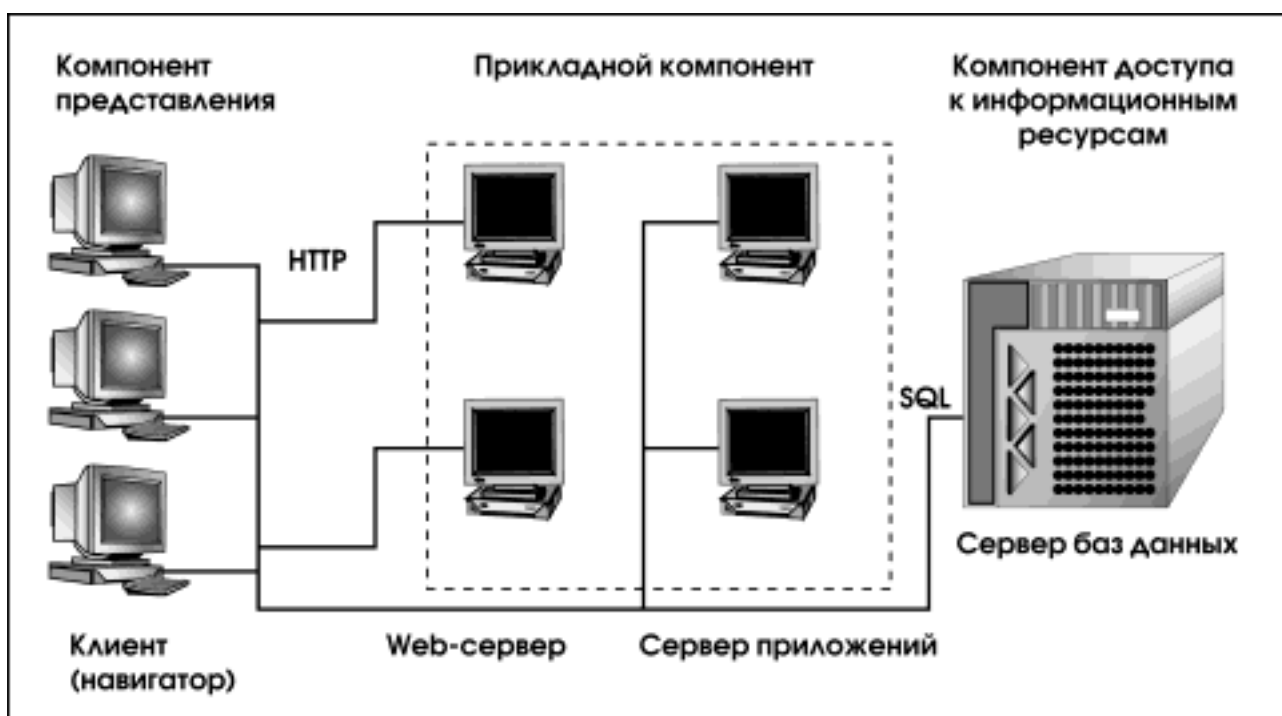 Компонент
представления
Прикладной компонент
Компонент доступа
к информационным
ресурсам
HTTP
SQL
Сервер баз данных
Клиент
(навигатор)
Web-сервер
Сервер приложений